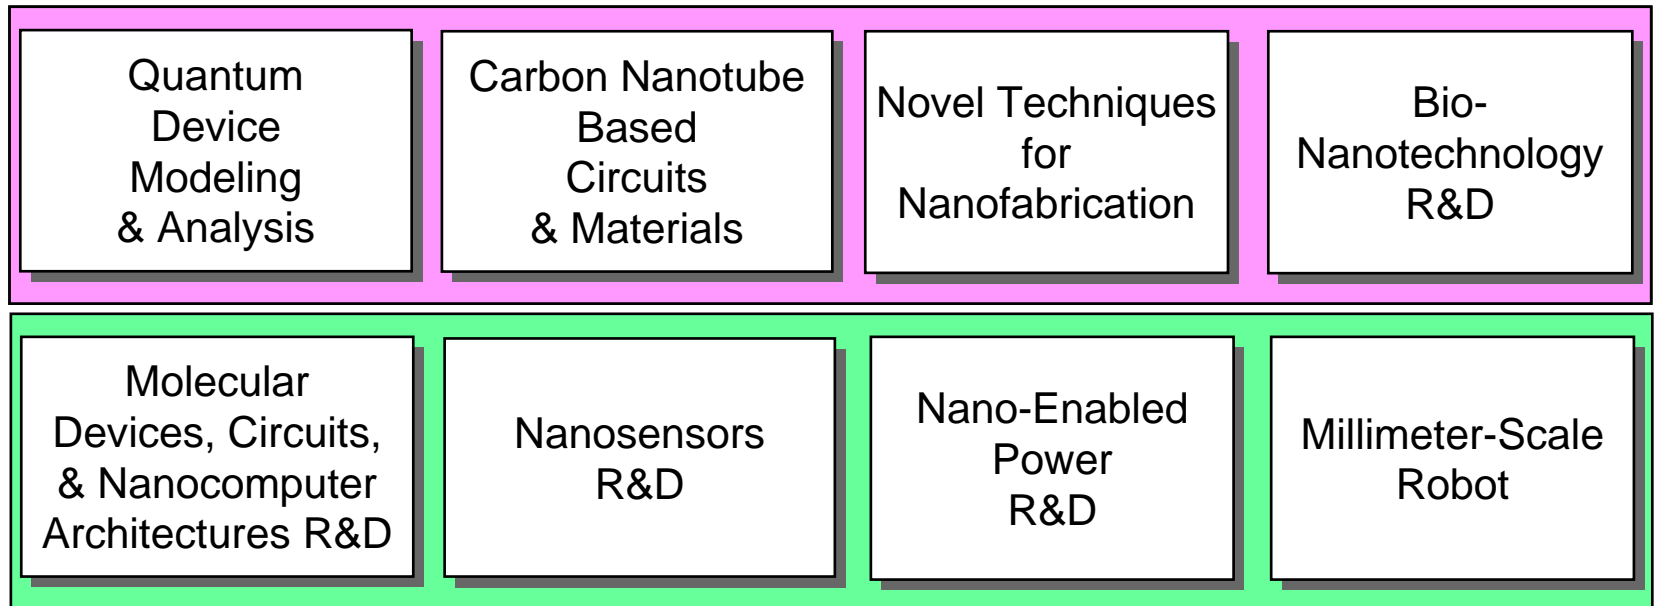 Quantum
Device
Modeling
& Analysis
Carbon Nanotube
Based
Circuits
& Materials
Novel Techniques
for
Nanofabrication
Bio-
Nanotechnology
R&D
Molecular
Devices, Circuits,
& Nanocomputer
Architectures R&D
Nanosensors
R&D
Nano-Enabled
Power
R&D
Millimeter-Scale
Robot